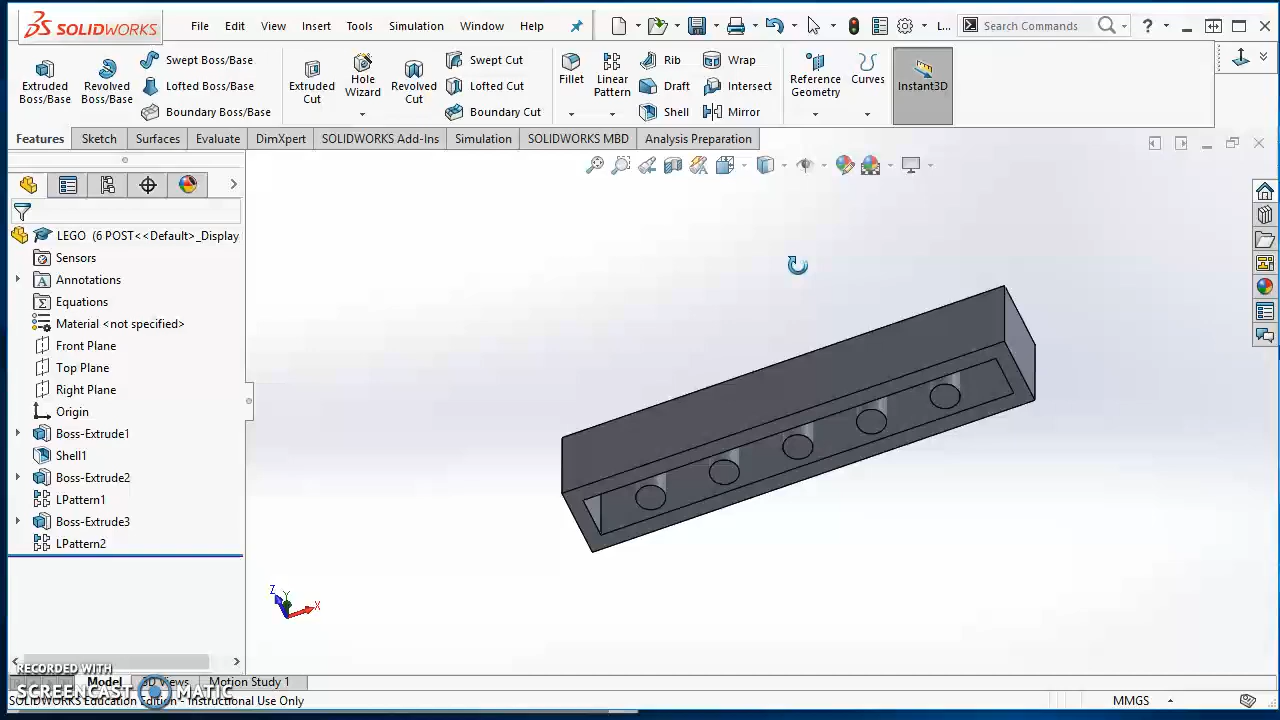 SOLIDWORKS File Edit View Insert Tools Simulation Window Help L... Search Commands ?
Extruded Boss/Base Revolved Boss/Base Swept Boss/Base Lofted Boss/Base Boundary Boss/Base
Extruded Cut Hole Wizard Revolved Cut Swept Cut Lofted Cut Boundary Cut
Fillet Linear Pattern Rib Draft Shell Wrap Intersect Mirror
Reference Geometry Curves Instant3D
Features Sketch Surfaces Evaluate DimXpert SOLIDWORKS Add-Ins Simulation SOLIDWORKS MBD Analysis Preparation
LEGO (6 POST<<Default>_Display
Sensors
Annotations
Equations
Material <not specified>
Front Plane
Top Plane
Right Plane
Origin
Boss-Extrude1
Shell1
Boss-Extrude2
LPattern1
Boss-Extrude3
LPattern2
Z Y X
RECORDED WITH
SCREENCAST MATIC
Model 3D Views Motion Study 1
SOLIDWORKS Education Edition - Instructional Use Only
MMGS